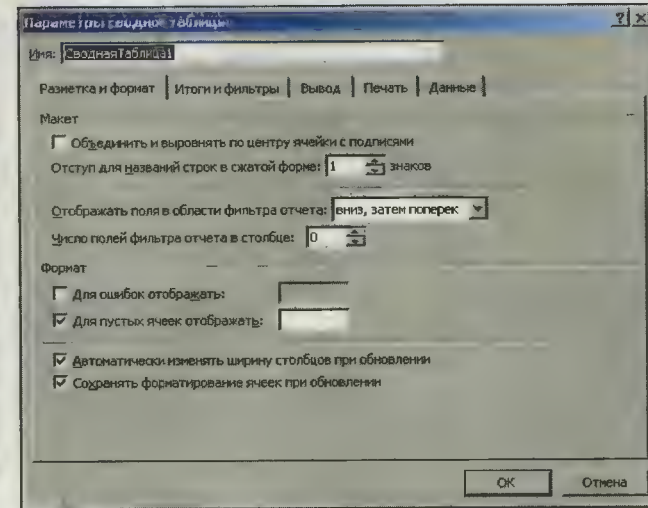 Параметры сводной таблицы
Имя: СводнаяТаблица1
Разметка и формат Итоги и фильтры Вывод Печать Данные
Макет
Объединить и выровнять по центру ячейки с подписями
Отступ для названий строк в сжатой форме: 1 знаков
Отображать поля в области фильтра отчета: вниз, затем поперек
Число полей фильтра отчета в столбце: 0
Формат
Для ошибок отображать:
Для пустых ячеек отображать:
Автоматически изменять ширину столбцов при обновлении
Сохранять форматирование ячеек при обновлении
ОК Отмена